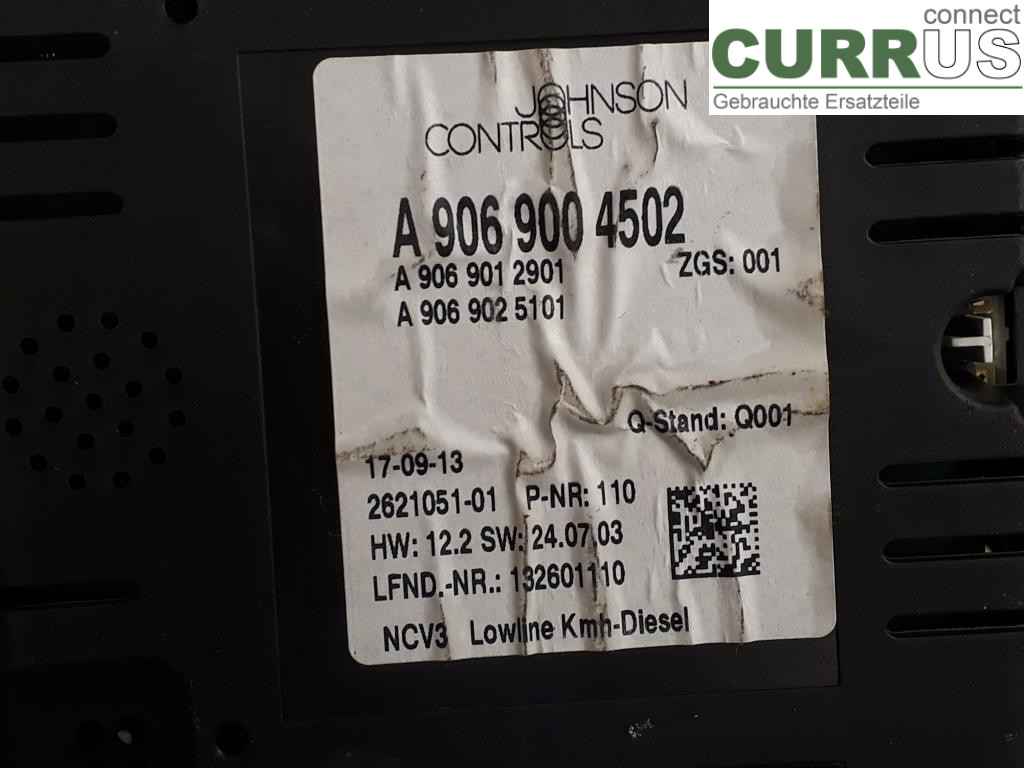 connect
CURRUS
Gebrauchte Ersatzteile
JOHNSON
CONTROLS
A 906 900 4502
A 906 901 2901 ZGS: 001
A 906 902 5101
Q-Stand: Q001
17-09-13
2621051-01 P-NR: 110
HW: 12.2 SW: 24.07.03
LFND.-NR.: 132601110
NCV3 Lowline Kmh-Diesel